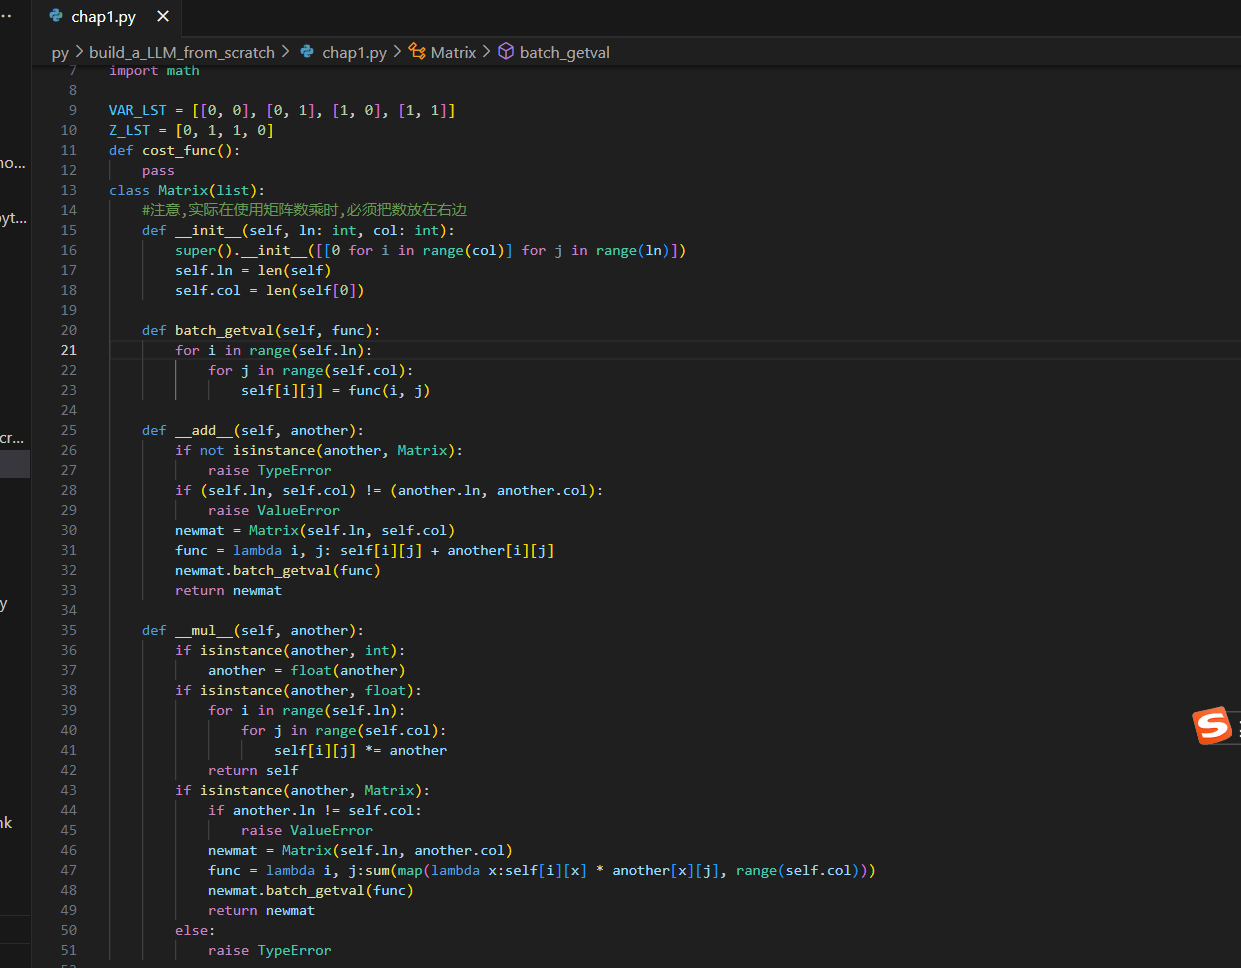 chap1.py
py > build_a_LLM_from_scratch > chap1.py > Matrix > batch_getval
7 import math
8
9 VAR_LST = [[0, 0], [0, 1], [1, 0], [1, 1]]
10 Z_LST = [0, 1, 1, 0]
11 def cost_func():
12     pass
13 class Matrix(list):
14     #注意,实际在使用矩阵数乘时,必须把数放在右边
15     def __init__(self, ln: int, col: int):
16         super().__init__([[0 for i in range(col)] for j in range(ln)])
17         self.ln = len(self)
18         self.col = len(self[0])
19
20     def batch_getval(self, func):
21         for i in range(self.ln):
22             for j in range(self.col):
23                 self[i][j] = func(i, j)
24
25     def __add__(self, another):
26         if not isinstance(another, Matrix):
27             raise TypeError
28         if (self.ln, self.col) != (another.ln, another.col):
29             raise ValueError
30         newmat = Matrix(self.ln, self.col)
31         func = lambda i, j: self[i][j] + another[i][j]
32         newmat.batch_getval(func)
33         return newmat
34
35     def __mul__(self, another):
36         if isinstance(another, int):
37             another = float(another)
38         if isinstance(another, float):
39             for i in range(self.ln):
40                 for j in range(self.col):
41                     self[i][j] *= another
42             return self
43         if isinstance(another, Matrix):
44             if another.ln != self.col:
45                 raise ValueError
46             newmat = Matrix(self.ln, another.col)
47             func = lambda i, j:sum(map(lambda x:self[i][x] * another[x][j], range(self.col)))
48             newmat.batch_getval(func)
49             return newmat
50         else:
51             raise TypeError